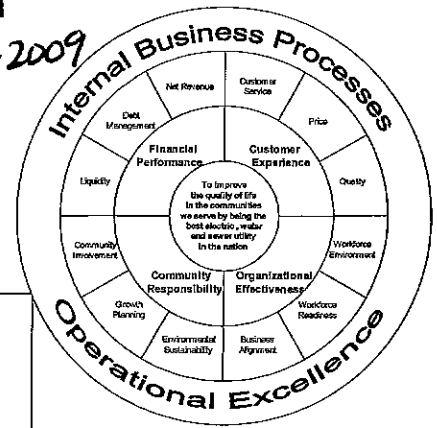 2009
Internal Business Processes
Net Revenue
Customer
Service
Debt
Management
Price
Financial
Performance
Customer
Experience
Liquidity
Quality
To Improve
the quality of life
in the communities
we serve by being the
best electric, water
and sewer utility
in the nation
Community
Involvement
Workforce
Environment
Community
Responsibility
Organizational
Effectiveness
Growth
Planning
Workforce
Readiness
Environmental
Sustainability
Business
Alignment
Operational Excellence